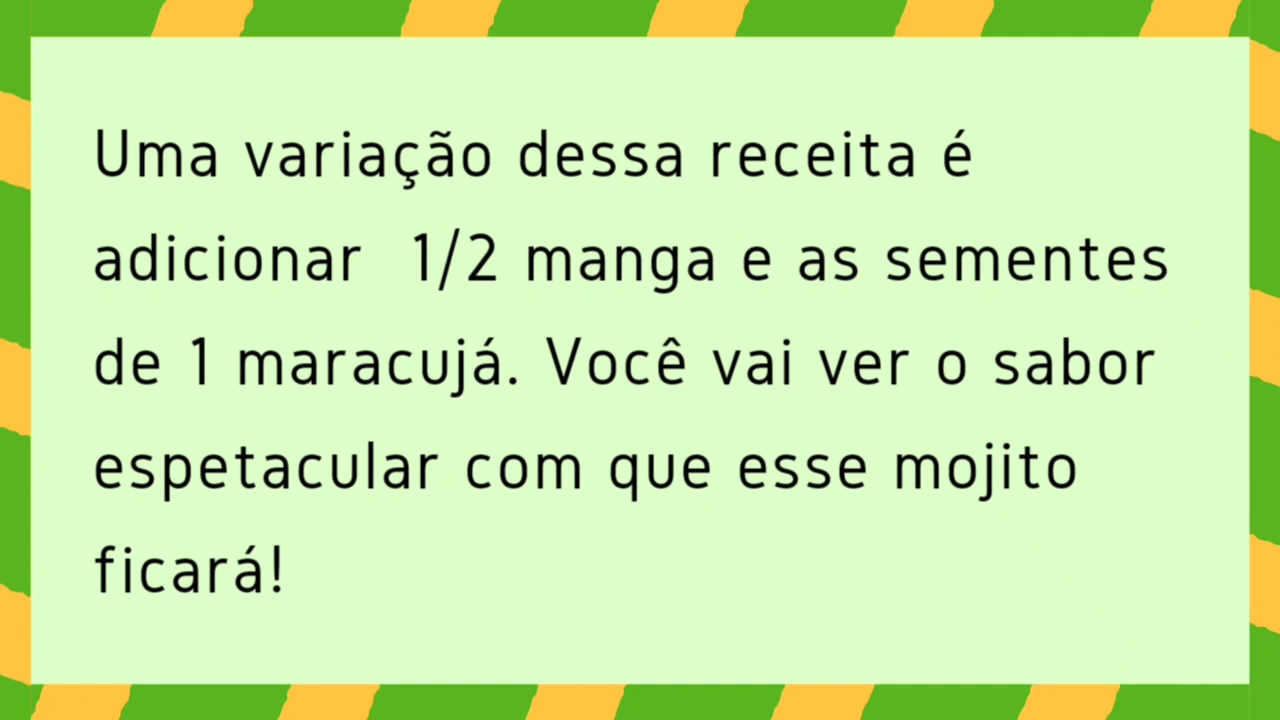 Uma variação dessa receita é
adicionar 1/2 manga e as sementes
de 1 maracujá. Você vai ver o sabor
espetacular com que esse mojito
ficará!